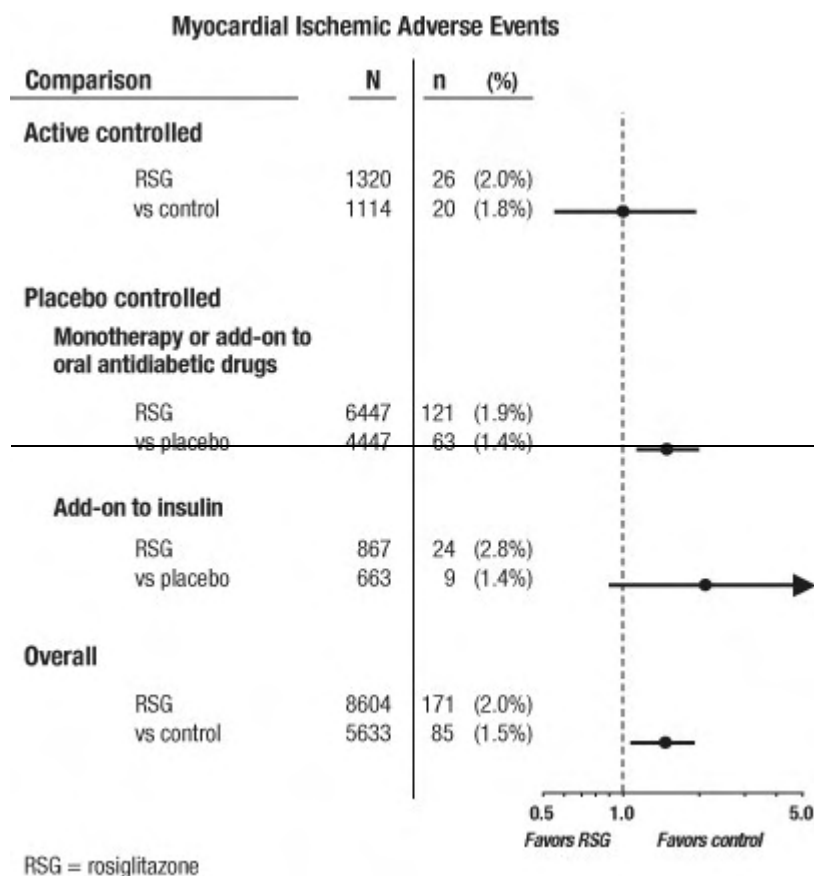 Myocardial Ischemic Adverse Events
Comparison N n (%)
Active controlled
RSG 1320 26 (2.0%)
vs control 1114 20 (1.8%)
Placebo controlled
Monotherapy or add-on to
oral antidiabetic drugs
RSG 6447 121 (1.9%)
vs placebo 4447 63 (1.4%)
Add-on to insulin
RSG 867 24 (2.8%)
vs placebo 663 9 (1.4%)
Overall
RSG 8604 171 (2.0%)
vs control 5633 85 (1.5%)
0.5 1.0 5.0
Favors RSG Favors control
RSG = rosiglitazone